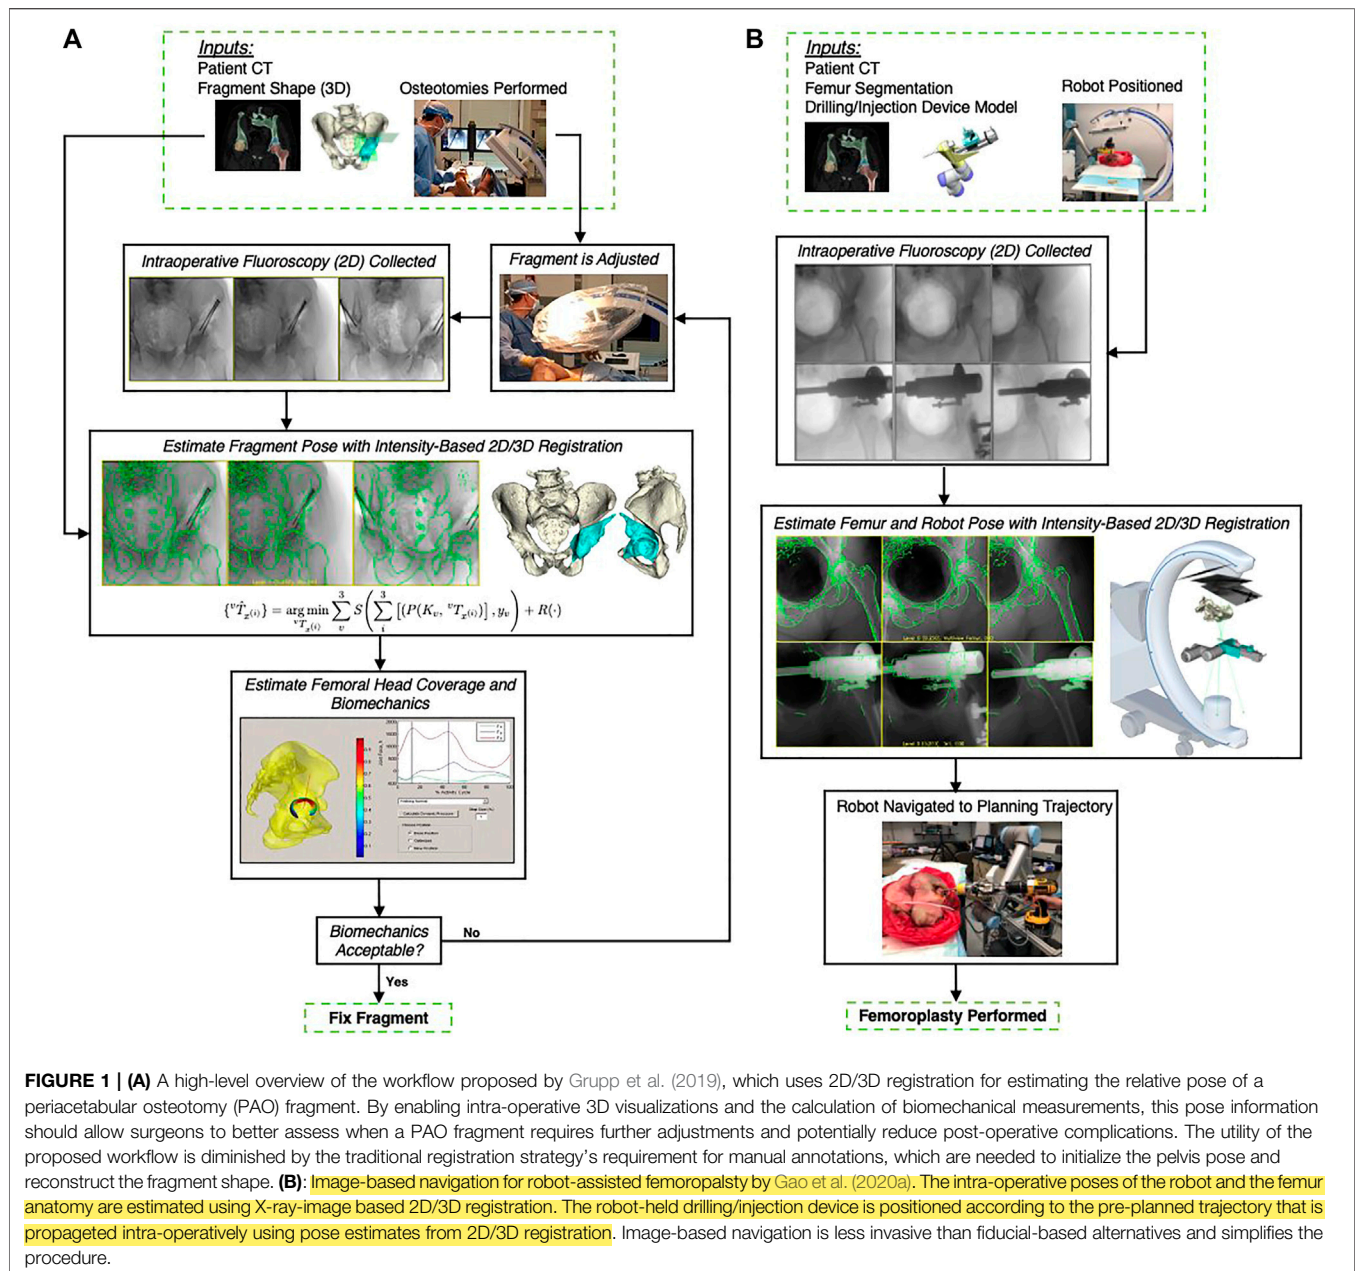 A
Inputs:
Patient CT
Fragment Shape (3D)
Osteotomies Performed
Intraoperative Fluoroscopy (2D) Collected
Fragment is Adjusted
Estimate Fragment Pose with Intensity-Based 2D/3D Registration
Estimate Femoral Head Coverage and
Biomechanics
% Activity Cycle
Biomechanics
Acceptable?
No
Yes
Fix Fragment
B
Inputs:
Patient CT
Femur Segmentation
Drilling/Injection Device Model
Robot Positioned
Intraoperative Fluoroscopy (2D) Collected
Estimate Femur and Robot Pose with Intensity-Based 2D/3D Registration
Robot Navigated to Planning Trajectory
Femoroplasty Performed
FIGURE 1 | (A) A high-level overview of the workflow proposed by Grupp et al. (2019), which uses 2D/3D registration for estimating the relative pose of a
periacetabular osteotomy (PAO) fragment. By enabling intra-operative 3D visualizations and the calculation of biomechanical measurements, this pose information
should allow surgeons to better assess when a PAO fragment requires further adjustments and potentially reduce post-operative complications. The utility of the
proposed workflow is diminished by the traditional registration strategy's requirement for manual annotations, which are needed to initialize the pelvis pose and
reconstruct the fragment shape. (B): Image-based navigation for robot-assisted femoropalsty by Gao et al. (2020a). The intra-operative poses of the robot and the femur
anatomy are estimated using X-ray-image based 2D/3D registration. The robot-held drilling/injection device is positioned according to the pre-planned trajectory that is
propageted intra-operatively using pose estimates from 2D/3D registration. Image-based navigation is less invasive than fiducial-based alternatives and simplifies the
procedure.